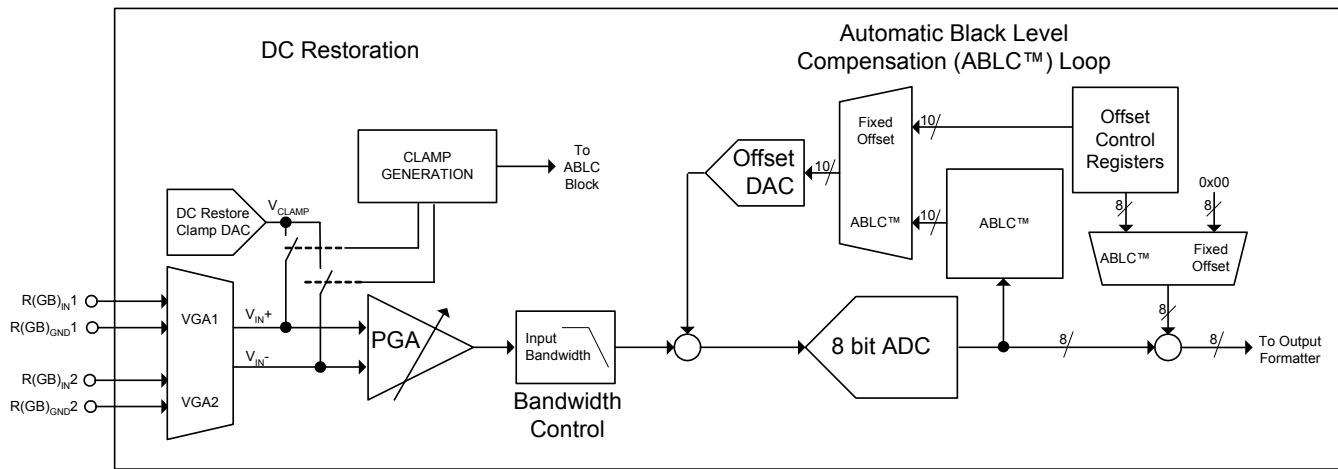 DC Restoration
Automatic Black Level
Compensation (ABLC™) Loop
CLAMP
GENERATION
To
ABLC
Block
DC Restore
Clamp DAC
VCLAMP
Offset
DAC
10
Fixed
Offset
ABLC™
10
10
ABLC™
Offset
Control
Registers
8
0x00
8
ABLC™
Fixed
Offset
8
R(GB)IN1
R(GB)GND1
R(GB)IN2
R(GB)GND2
VGA1
VGA2
VIN+
VIN-
PGA
Input
Bandwidth
Bandwidth
Control
8 bit ADC
8
8
To Output
Formatter